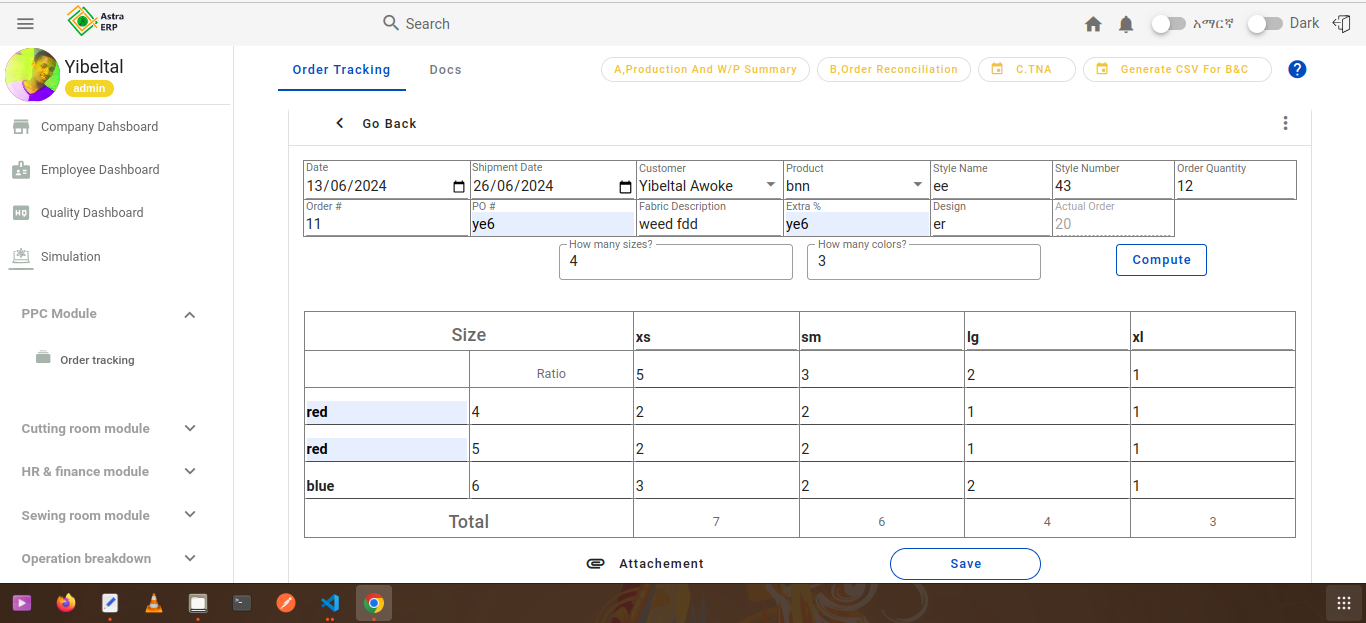 Astra
ERP
Search
አማርኛ
Dark
Yibeltal
admin
Company Dahsboard
Employee Dashboard
Quality Dashboard
Simulation
PPC Module
Order tracking
Cutting room module
HR & finance module
Sewing room module
Operation breakdown
Order Tracking Docs
A,Production And W/P Summary B,Order Reconciliation C.TNA Generate CSV For B&C ?
Go Back
Date Shipment Date Customer Product Style Name Style Number Order Quantity
13/06/2024 26/06/2024 Yibeltal Awoke bnn ee 43 12
Order # PO # Fabric Description Extra % Design Actual Order
11 ye6 weed fdd ye6 er 20
How many sizes? How many colors?
4 3 Compute
Size xs sm lg xl
Ratio 5 3 2 1
red 4 2 2 1 1
red 5 2 2 1 1
blue 6 3 2 2 1
Total 7 6 4 3
Attachement Save